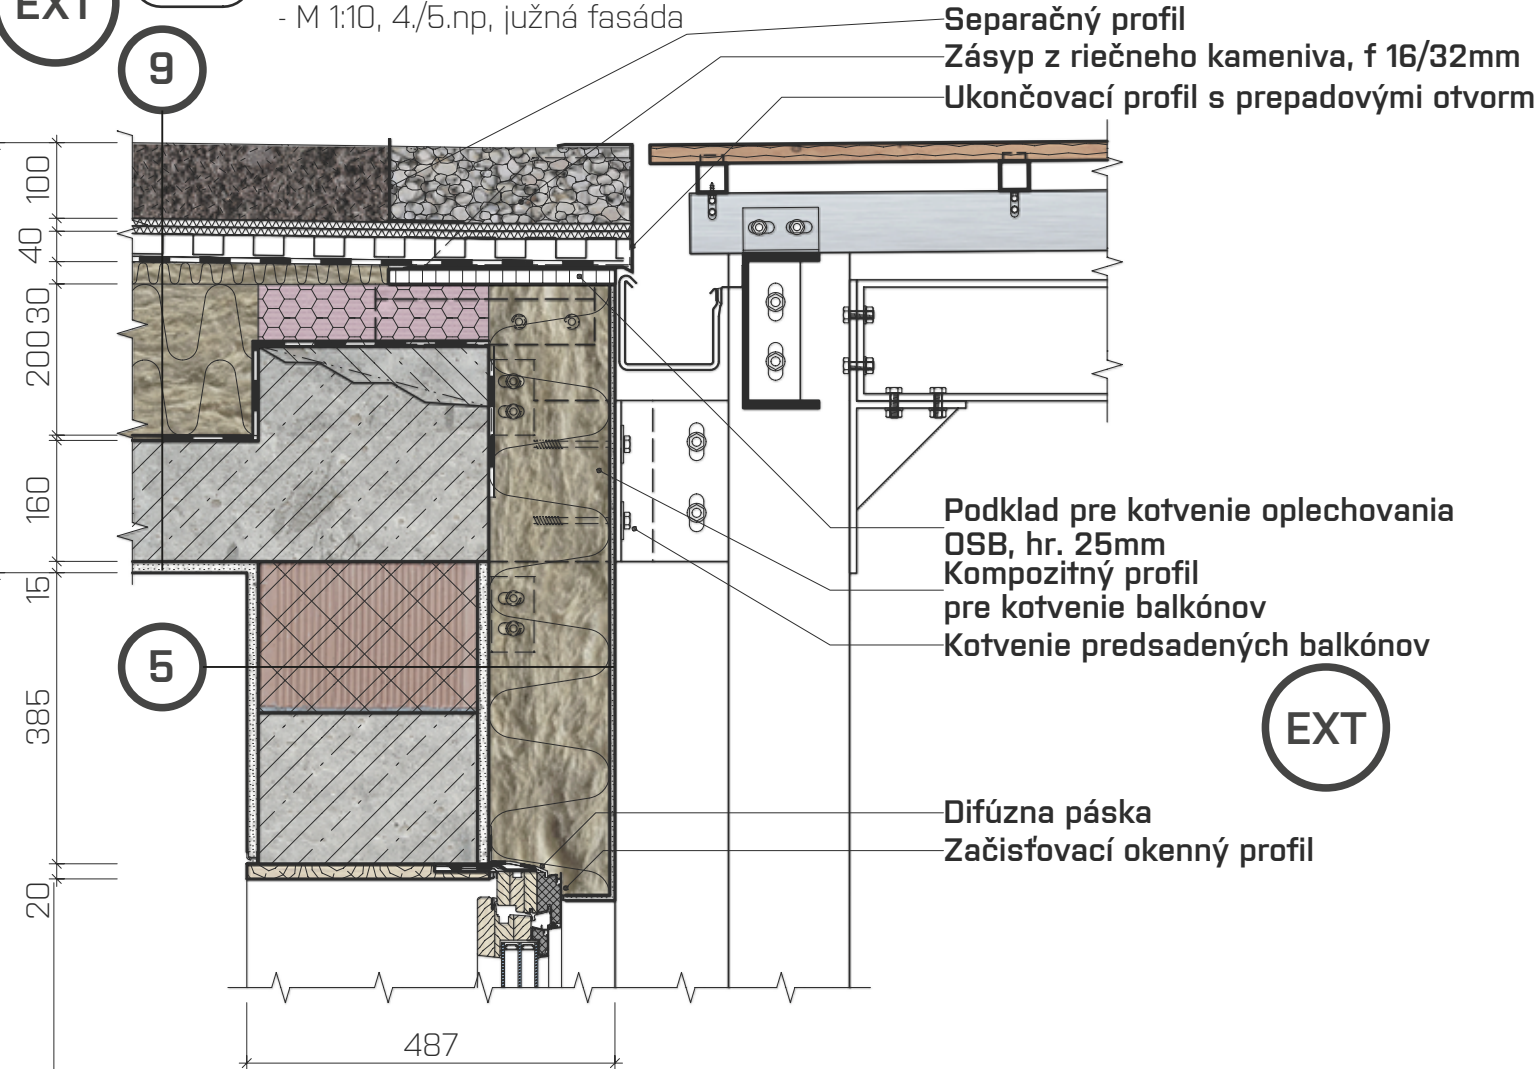 EXT
- M 1:10, 4./5.np, južná fasáda
9
Separačný profil
Zásyp z riečneho kameniva, f 16/32mm
Ukončovací profil s prepadovými otvorm
100
40
30
200
160
15
385
20
5
Podklad pre kotvenie oplechovania
OSB, hr. 25mm
Kompozitný profil
pre kotvenie balkónov
Kotvenie predsadených balkónov
EXT
Difúzna páska
Začisťovací okenný profil
487